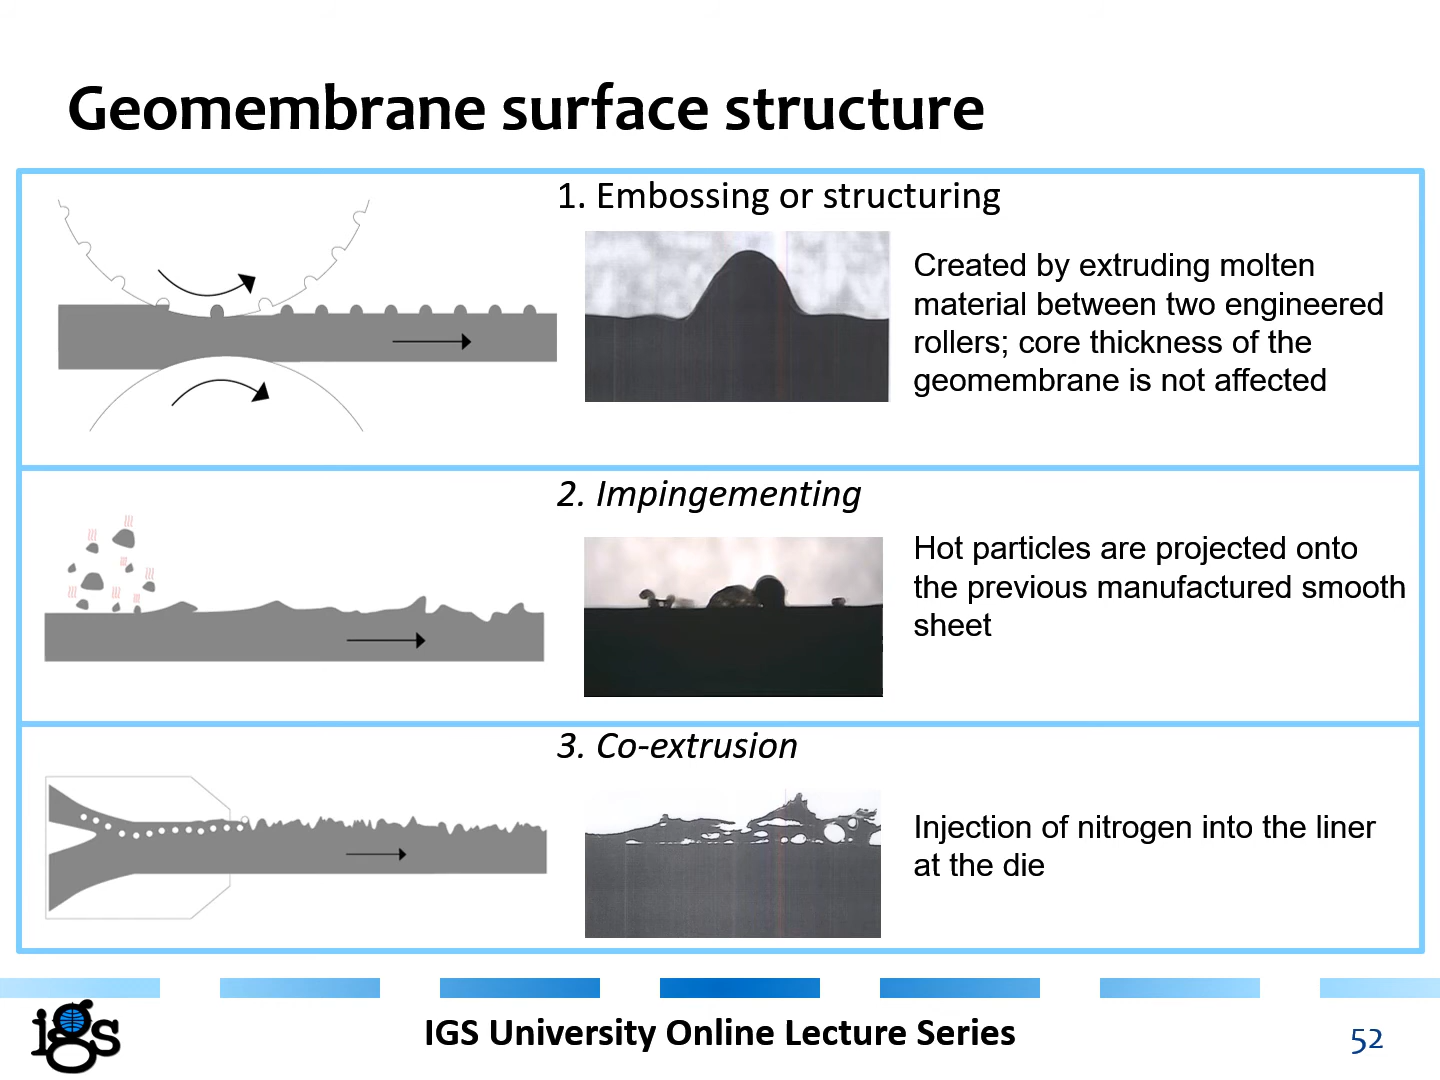 Geomembrane surface structure
1. Embossing or structuring
Created by extruding molten
material between two engineered
rollers; core thickness of the
geomembrane is not affected
2. Impingementing
Hot particles are projected onto
the previous manufactured smooth
sheet
3. Co-extrusion
Injection of nitrogen into the liner
at the die
igs
IGS University Online Lecture Series
52